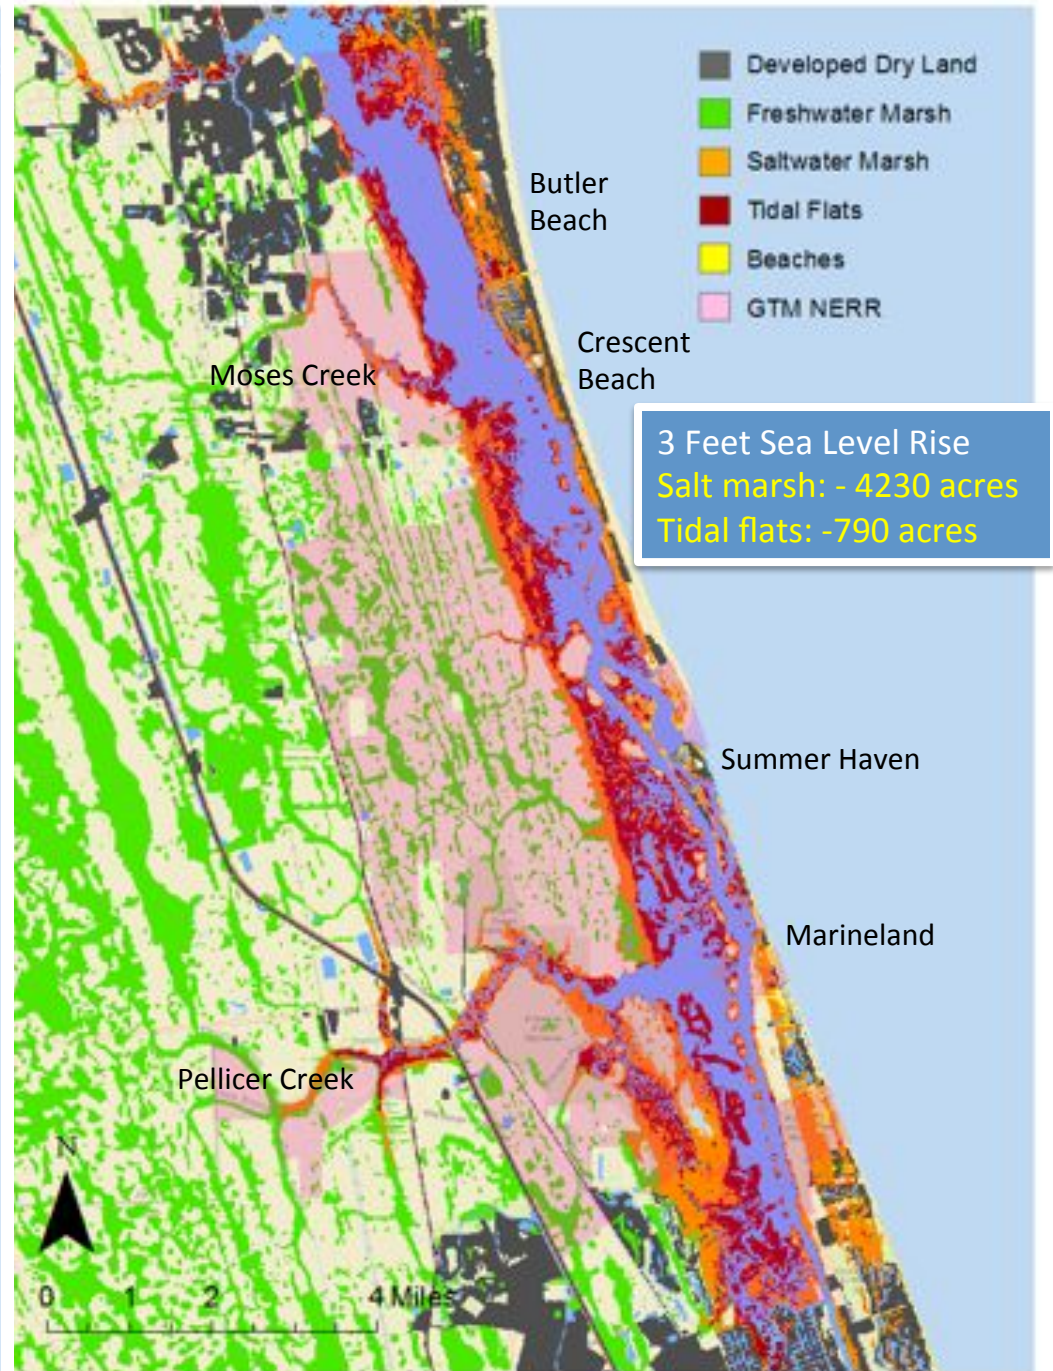 Developed Dry Land
Freshwater Marsh
Saltwater Marsh
Tidal Flats
Beaches
GTM NERR
Butler
Beach
Crescent
Beach
Moses Creek
3 Feet Sea Level Rise
Salt marsh: - 4230 acres
Tidal flats: -790 acres
Summer Haven
Marineland
Pellicer Creek
N
0 1 2 4 Miles